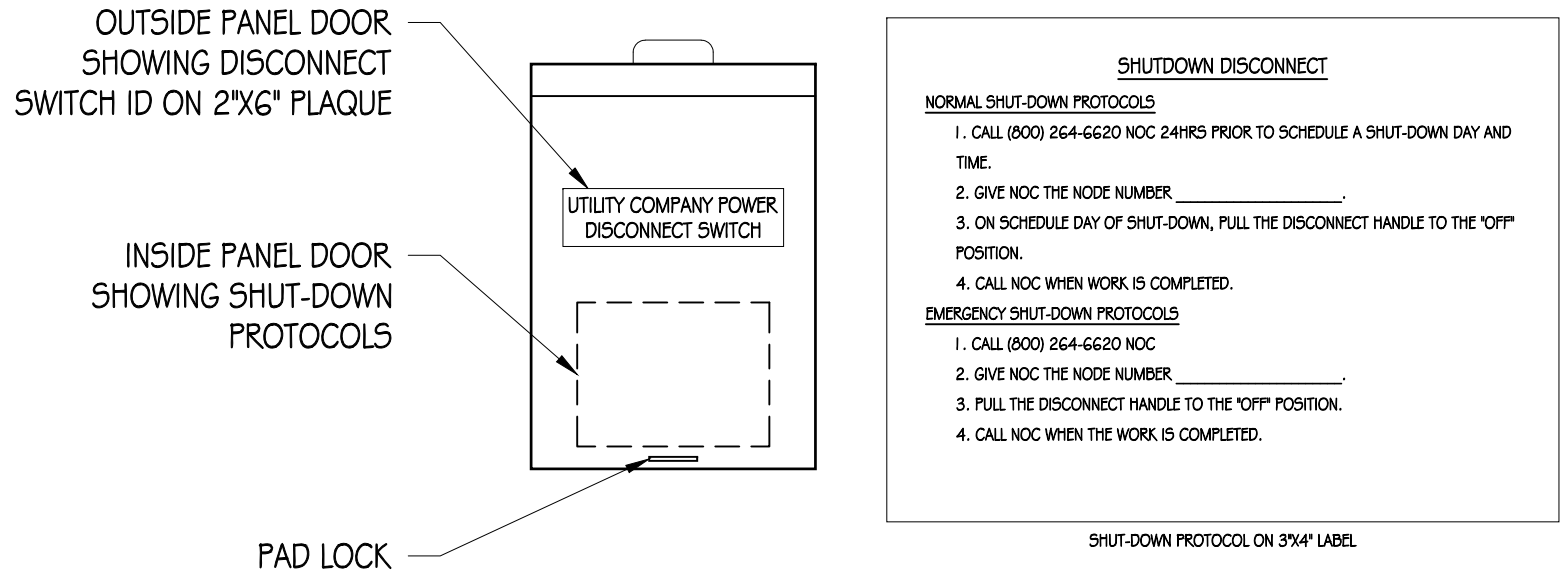 OUTSIDE PANEL DOOR
SHOWING DISCONNECT
SWITCH ID ON 2"X6" PLAQUE
UTILITY COMPANY POWER
DISCONNECT SWITCH
INSIDE PANEL DOOR
SHOWING SHUT-DOWN
PROTOCOLS
PAD LOCK
SHUTDOWN DISCONNECT
NORMAL SHUT-DOWN PROTOCOLS
1. CALL (800) 264-6620 NOC 24HRS PRIOR TO SCHEDULE A SHUT-DOWN DAY AND
TIME.
2. GIVE NOC THE NODE NUMBER ____________________.
3. ON SCHEDULE DAY OF SHUT-DOWN, PULL THE DISCONNECT HANDLE TO THE "OFF"
POSITION.
4. CALL NOC WHEN WORK IS COMPLETED.
EMERGENCY SHUT-DOWN PROTOCOLS
1. CALL (800) 264-6620 NOC
2. GIVE NOC THE NODE NUMBER ____________________.
3. PULL THE DISCONNECT HANDLE TO THE "OFF" POSITION.
4. CALL NOC WHEN THE WORK IS COMPLETED.
SHUT-DOWN PROTOCOL ON 3"X4" LABEL